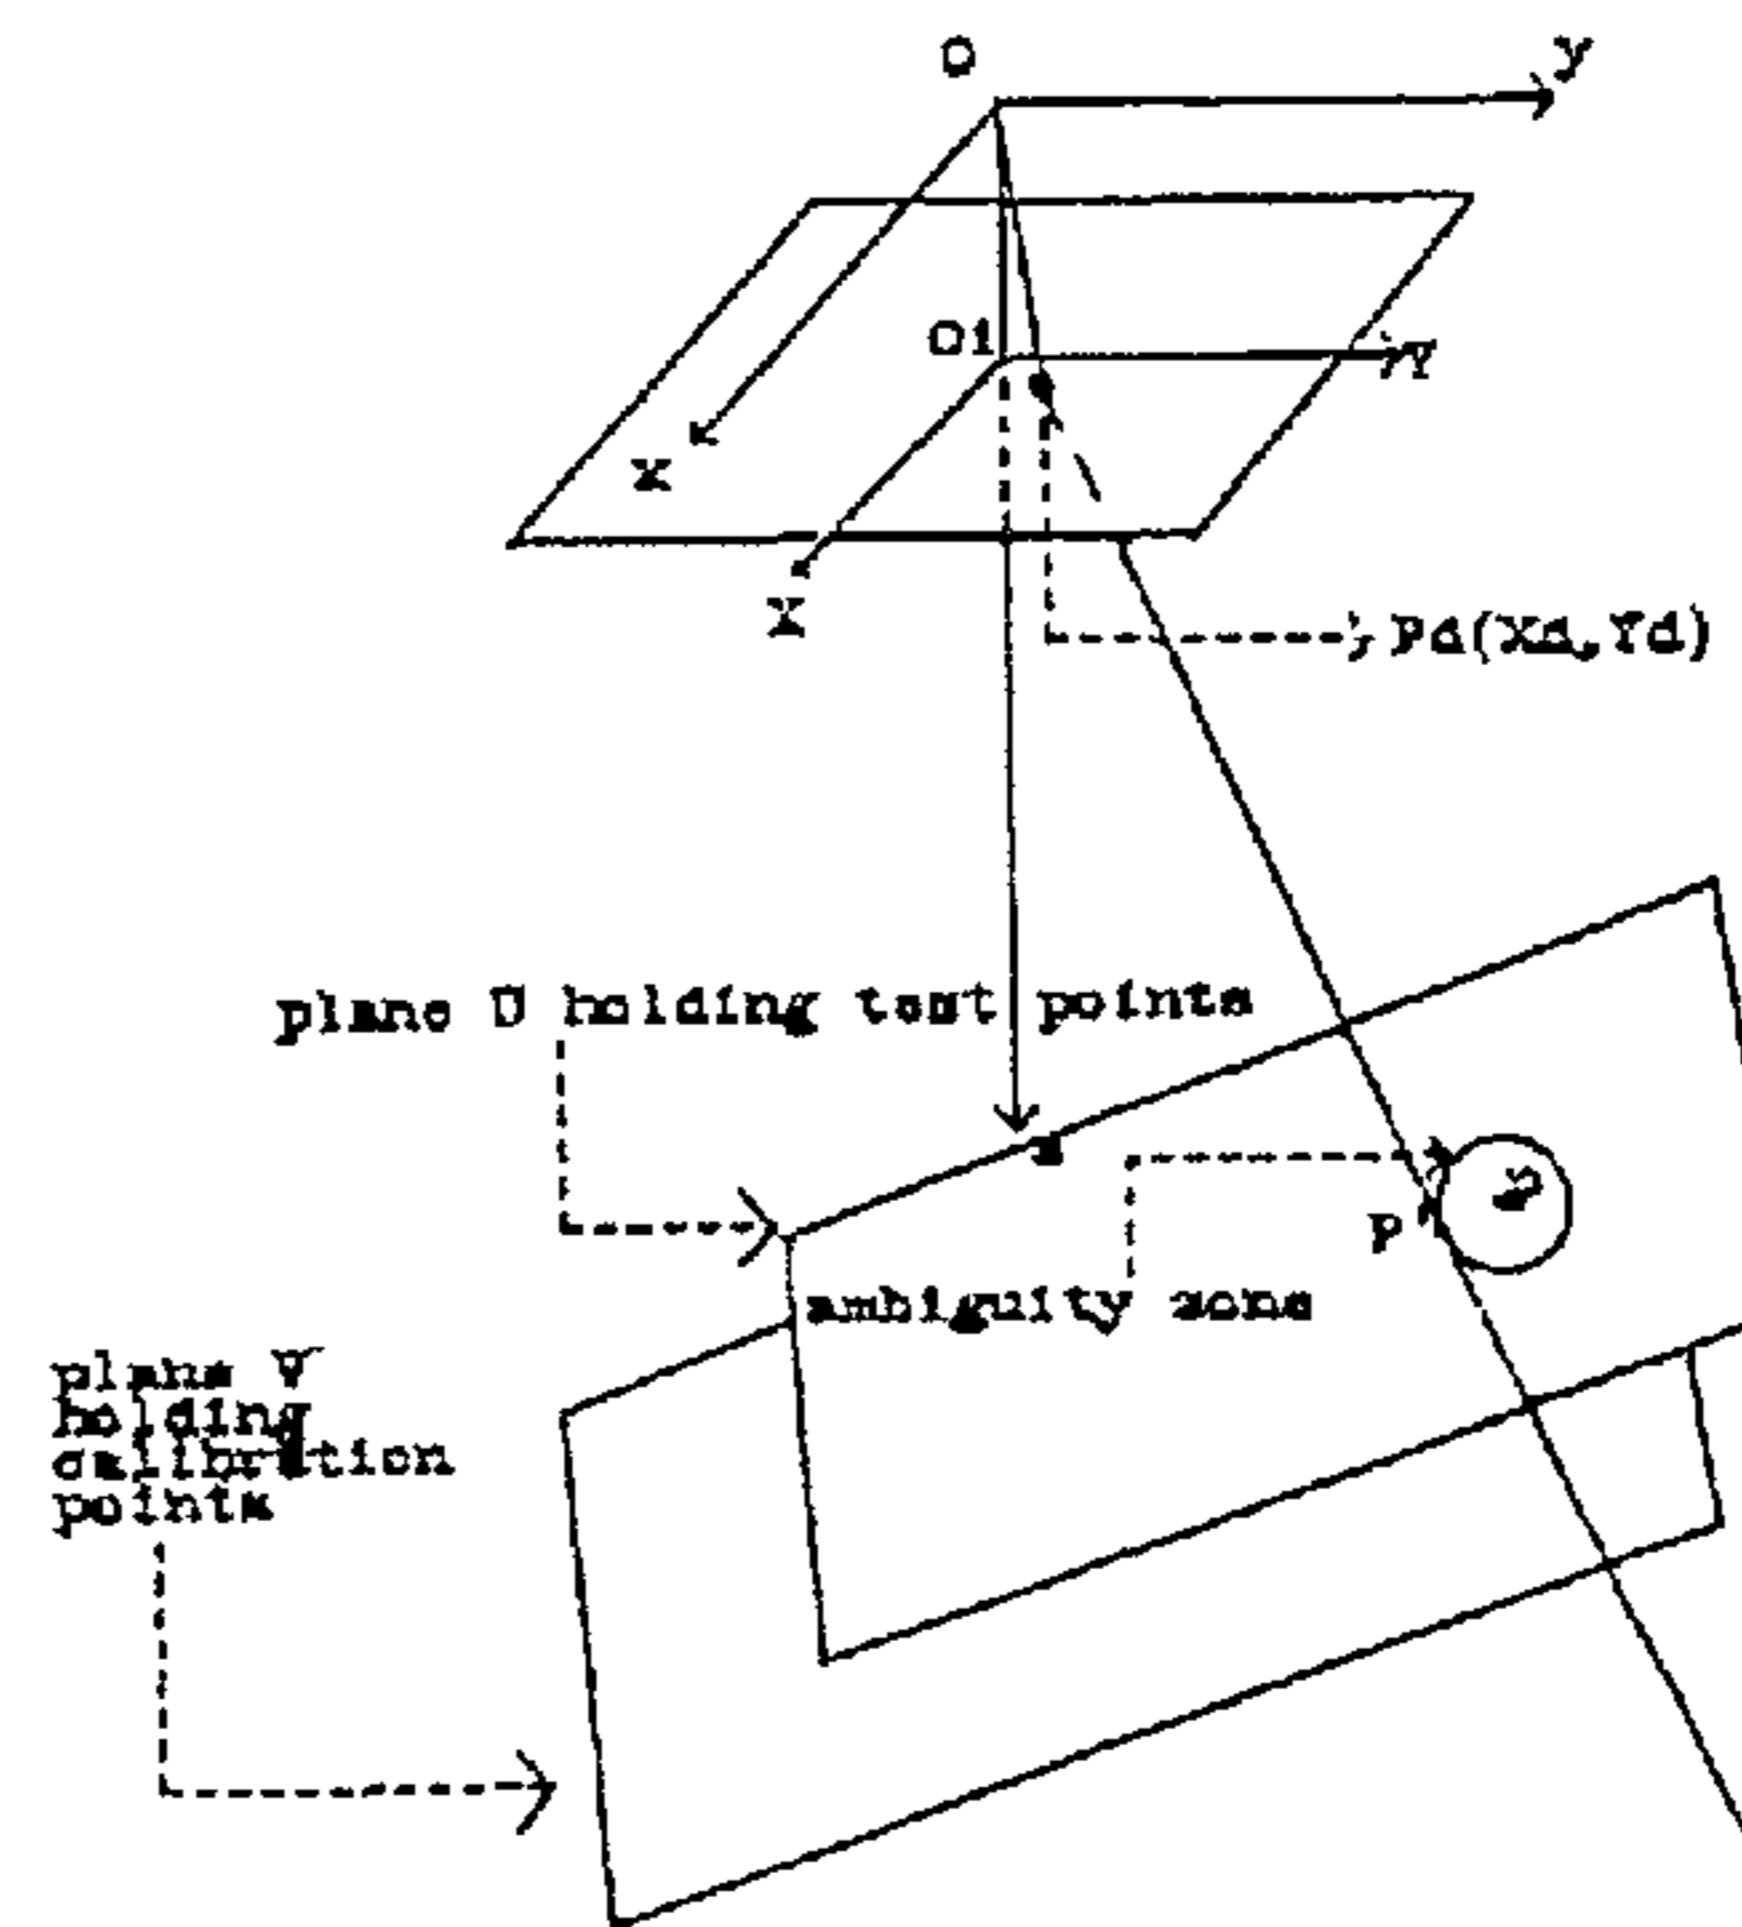 O
y
O1
Y
x
X
Pd(Xd,Yd)
plane U holding test points
z
P
ambiguity zone
plane V
holding
calibration
points